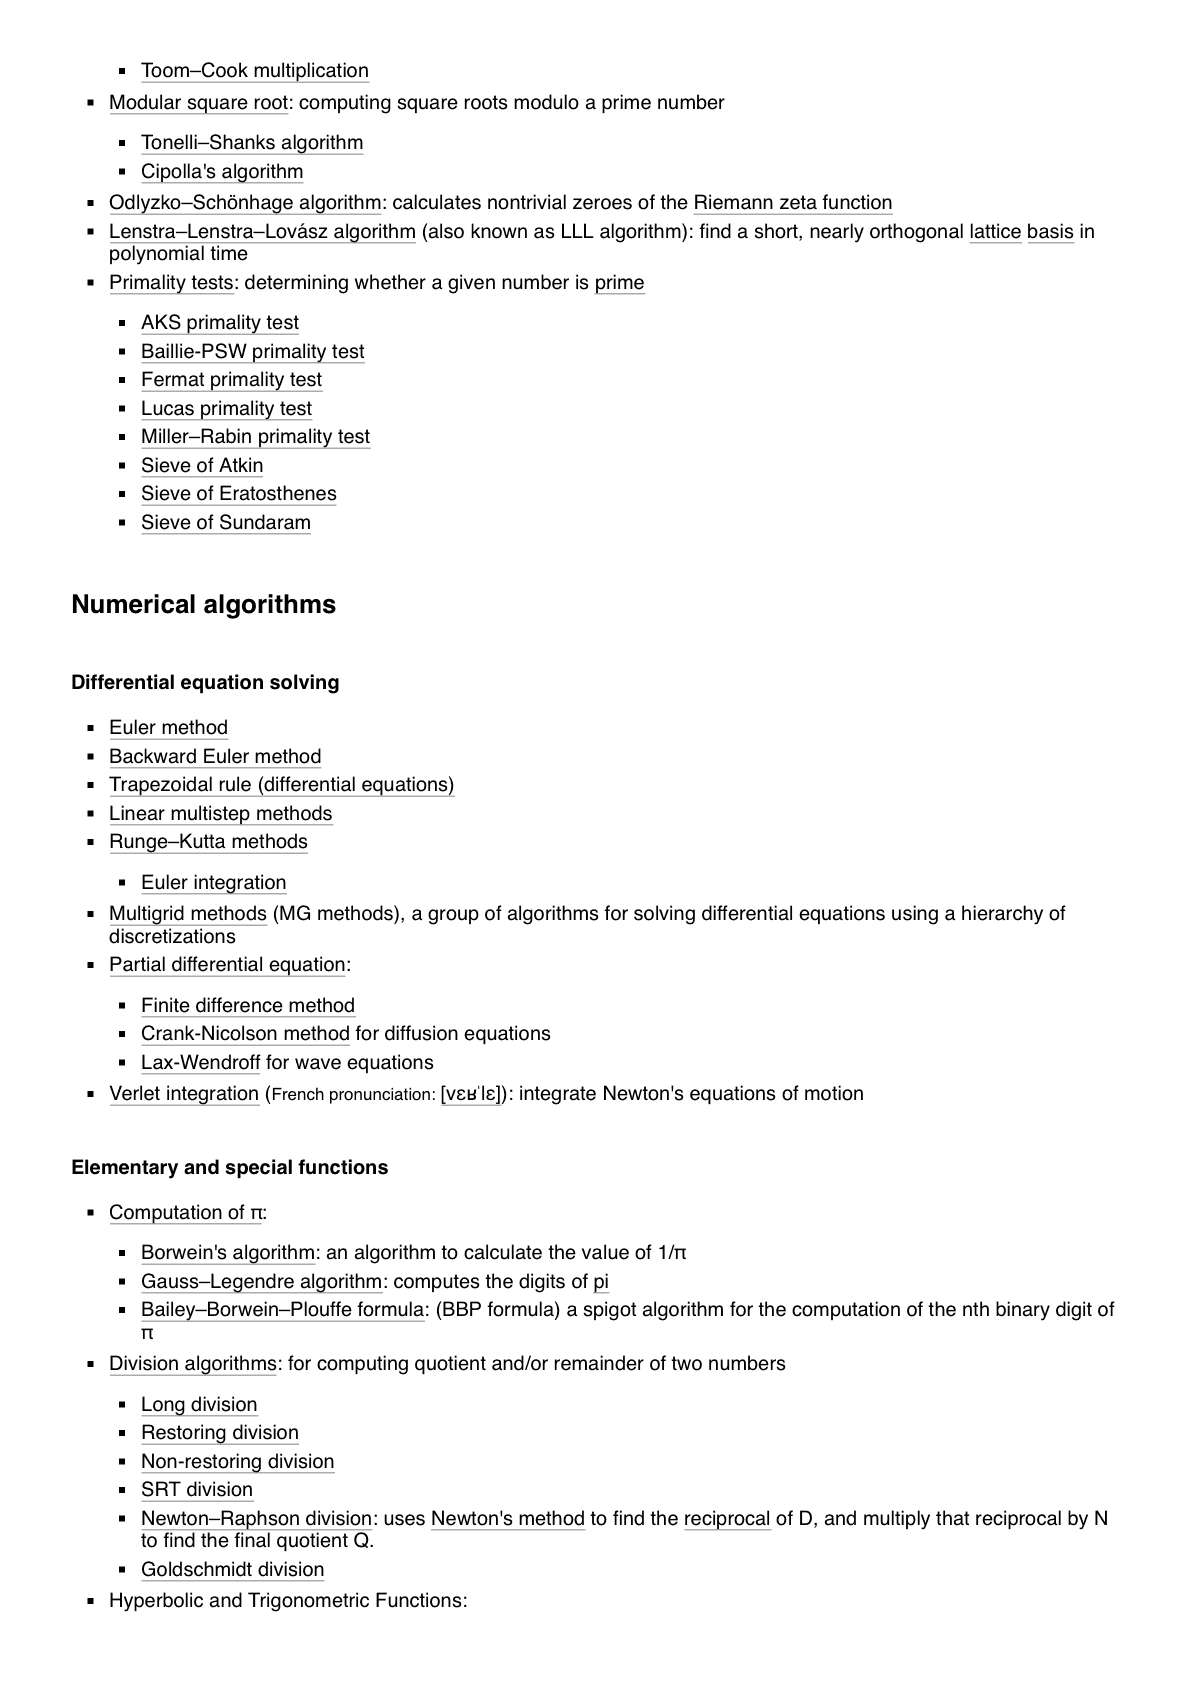 Toom–Cook multiplication
Modular square root: computing square roots modulo a prime number
Tonelli–Shanks algorithm
Cipolla's algorithm
Odlyzko–Schönhage algorithm: calculates nontrivial zeroes of the Riemann zeta function
Lenstra–Lenstra–Lovász algorithm (also known as LLL algorithm): find a short, nearly orthogonal lattice basis in
polynomial time
Primality tests: determining whether a given number is prime
AKS primality test
Baillie-PSW primality test
Fermat primality test
Lucas primality test
Miller–Rabin primality test
Sieve of Atkin
Sieve of Eratosthenes
Sieve of Sundaram
Numerical algorithms
Differential equation solving
Euler method
Backward Euler method
Trapezoidal rule (differential equations)
Linear multistep methods
Runge–Kutta methods
Euler integration
Multigrid methods (MG methods), a group of algorithms for solving differential equations using a hierarchy of
discretizations
Partial differential equation:
Finite difference method
Crank-Nicolson method for diffusion equations
Lax-Wendroff for wave equations
Verlet integration (French pronunciation: [vɛʁˈlɛ]): integrate Newton's equations of motion
Elementary and special functions
Computation of π:
Borwein's algorithm: an algorithm to calculate the value of 1/π
Gauss–Legendre algorithm: computes the digits of pi
Bailey–Borwein–Plouffe formula: (BBP formula) a spigot algorithm for the computation of the nth binary digit of
π
Division algorithms: for computing quotient and/or remainder of two numbers
Long division
Restoring division
Non-restoring division
SRT division
Newton–Raphson division: uses Newton's method to find the reciprocal of D, and multiply that reciprocal by N
to find the final quotient Q.
Goldschmidt division
Hyperbolic and Trigonometric Functions: